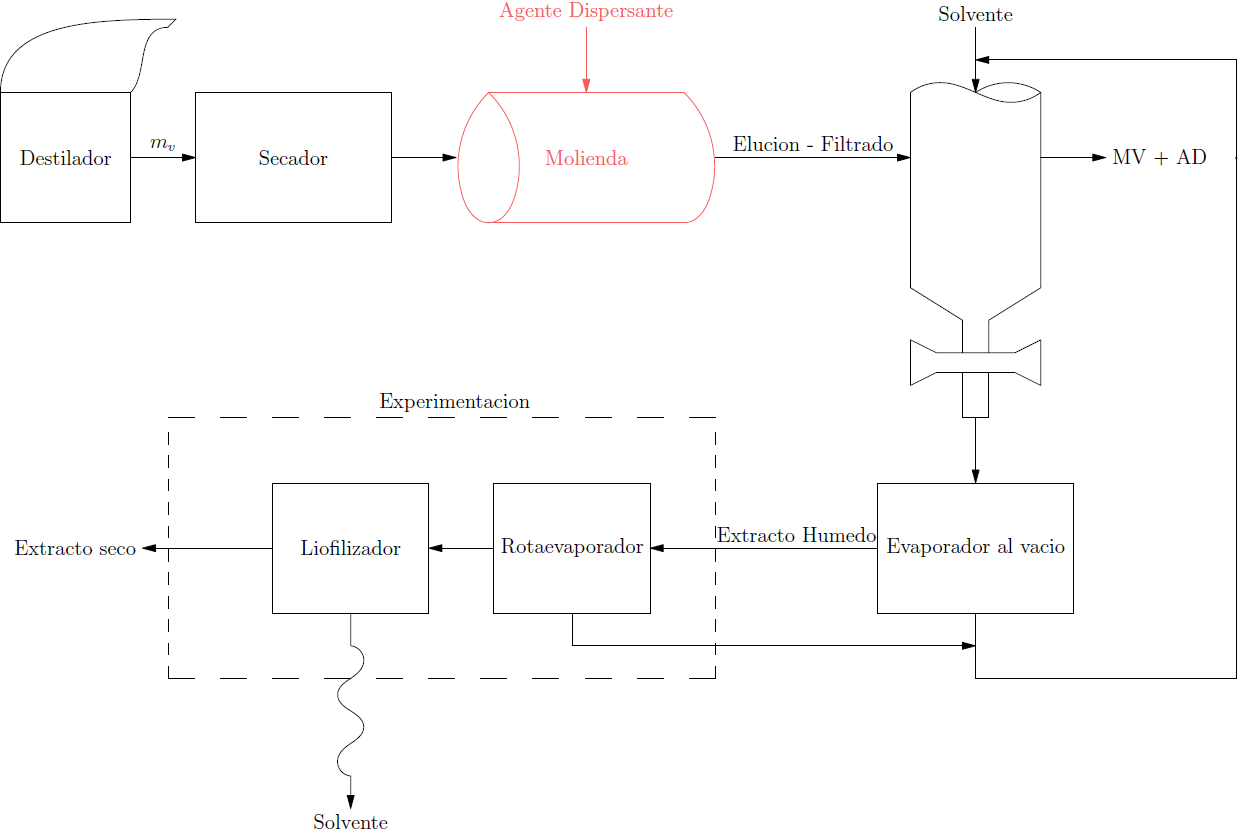 Agente Dispersante
Solvente
Destilador
m_v
Secador
Molienda
Elucion - Filtrado
MV + AD
Experimentacion
Extracto seco
Liofilizador
Rotaevaporador
Extracto Humedo
Evaporador al vacio
Solvente